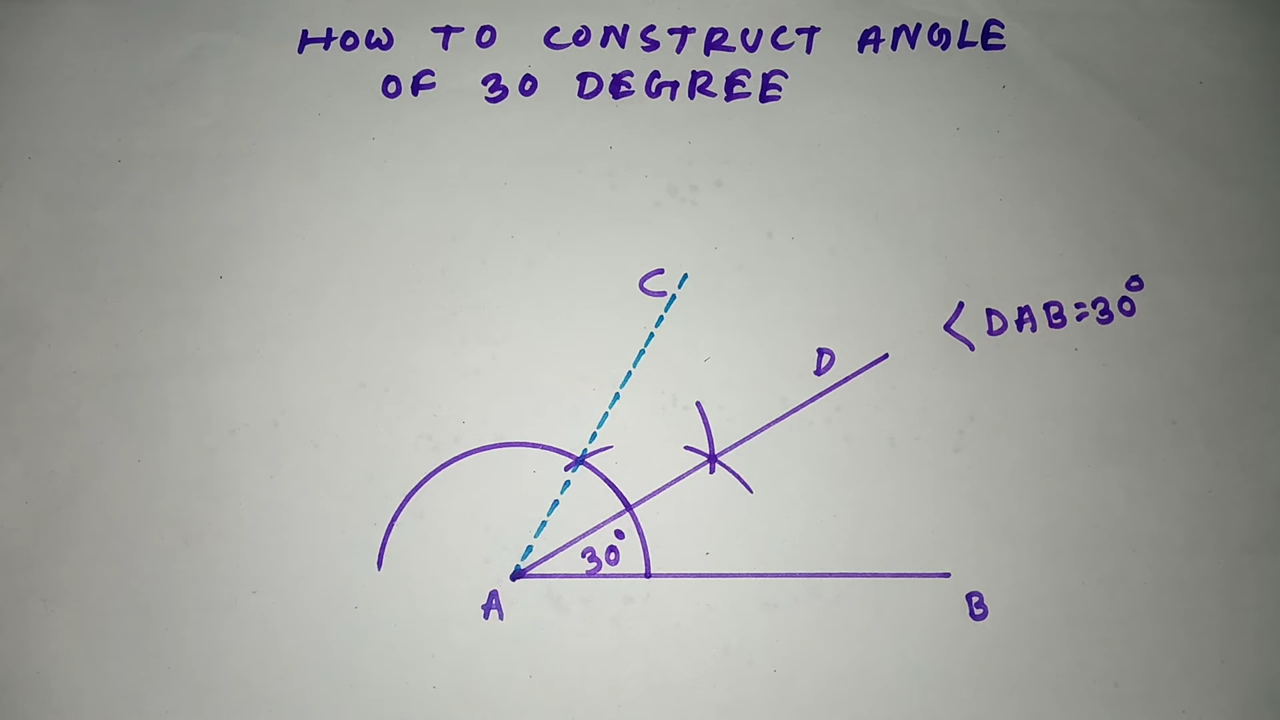 HOW TO CONSTRUCT ANGLE
OF 30 DEGREE
C
D
<DAB=30°
30°
A
B